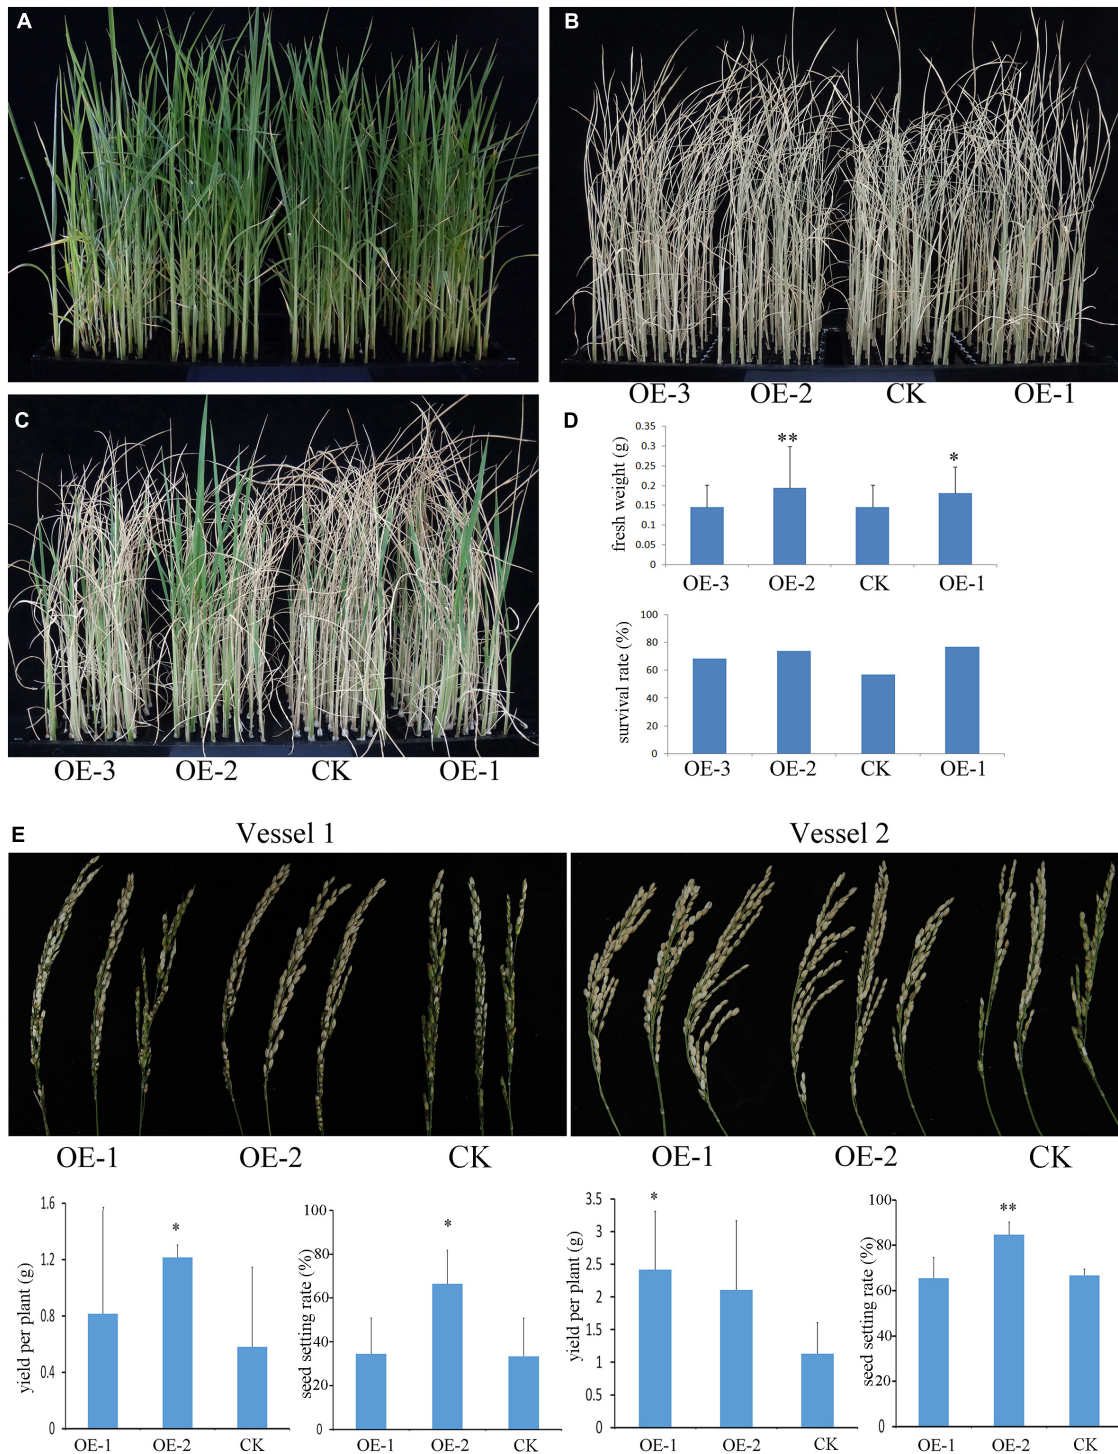 A
B
OE-3 OE-2 CK OE-1
C
OE-3 OE-2 CK OE-1
D
fresh weight (g)
0.35
0.3
0.25
0.2
0.15
0.1
0.05
0
** *
OE-3 OE-2 CK OE-1
survival rate (%)
100
80
60
40
20
0
OE-3 OE-2 CK OE-1
E
Vessel 1 Vessel 2
OE-1 OE-2 CK OE-1 OE-2 CK
yield per plant (g)
1.6
1.2
0.8
0.4
0
*
OE-1 OE-2 CK
seed setting rate (%)
100
80
60
40
20
0
*
OE-1 OE-2 CK
yield per plant (g)
3.5
3
2.5
2
1.5
1
0.5
0
*
OE-1 OE-2 CK
seed setting rate (%)
100
80
60
40
20
0
**
OE-1 OE-2 CK